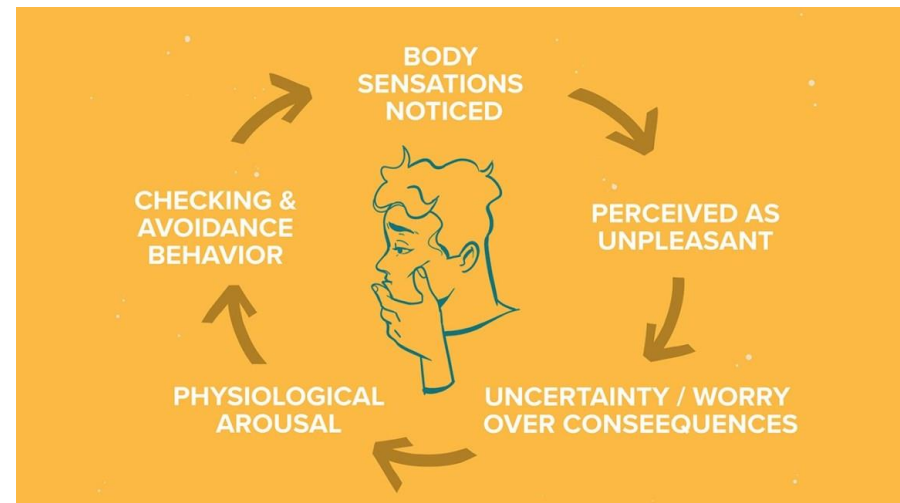 BODY
SENSATIONS
NOTICED
PERCEIVED AS
UNPLEASANT
UNCERTAINTY / WORRY
OVER CONSEEQUENCES
PHYSIOLOGICAL
AROUSAL
CHECKING &
AVOIDANCE
BEHAVIOR